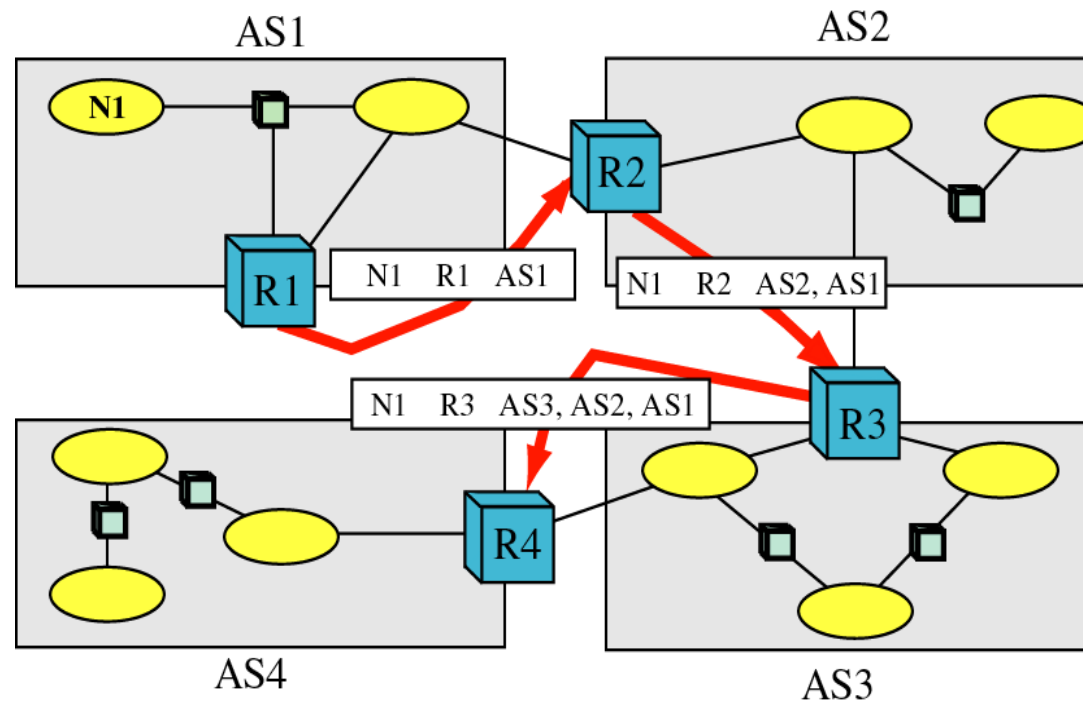 AS1
AS2
N1
R2
R1
N1 R1 AS1
N1 R2 AS2, AS1
N1 R3 AS3, AS2, AS1
R3
R4
AS4
AS3